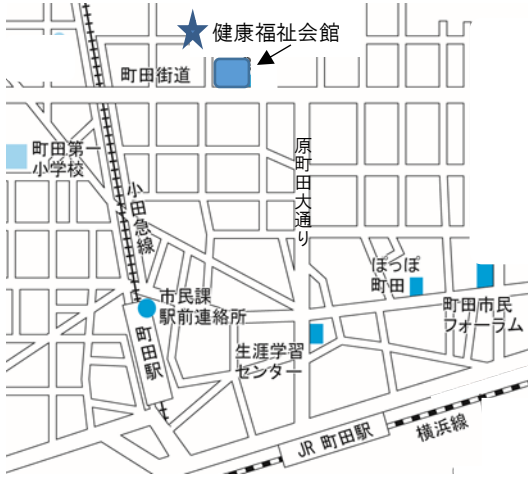 健康福祉会館
町田街道
町田第一
小学校
原町田大通り
小田急線
ぽっぽ
町田
町田市民
フォーラム
市民課
駅前連絡所
町田駅
生涯学習
センター
JR 町田駅
横浜線